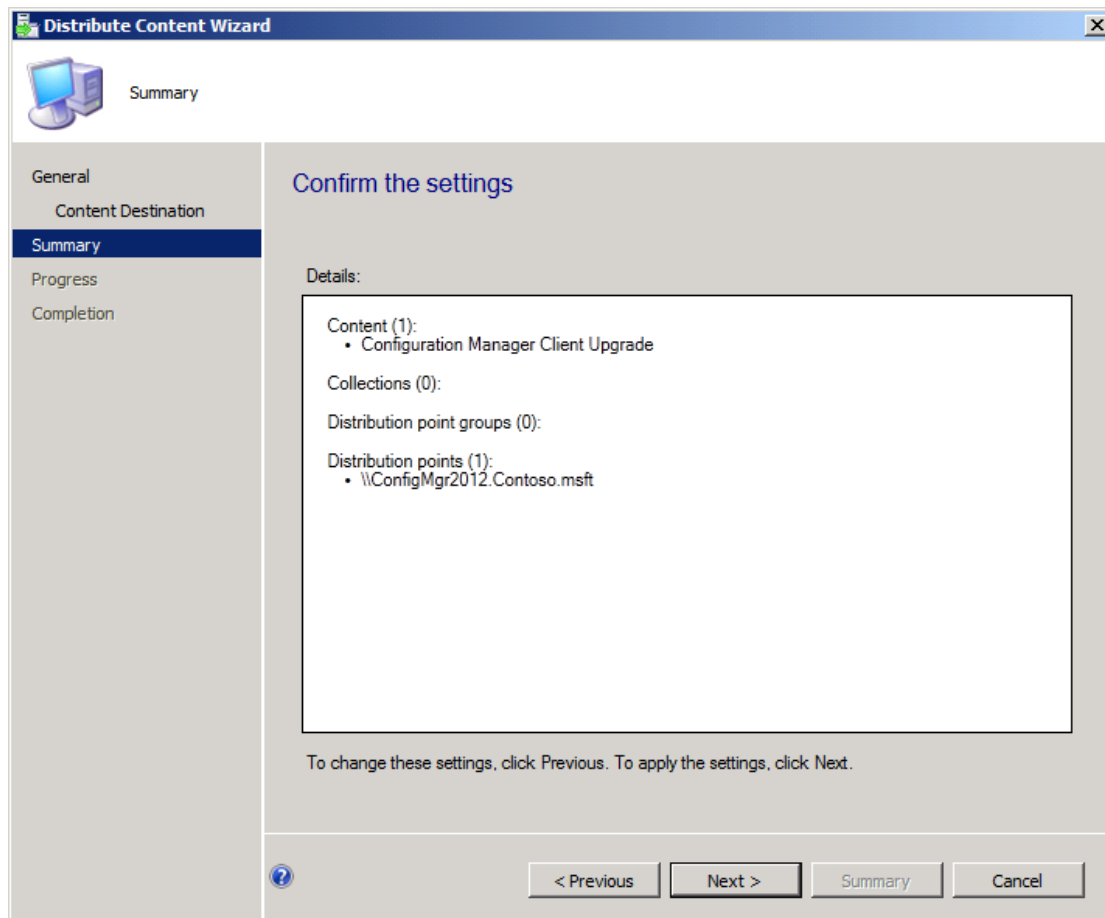 Distribute Content Wizard
Summary
General
Content Destination
Summary
Progress
Completion
Confirm the settings
Details:
Content (1):
• Configuration Manager Client Upgrade
Collections (0):
Distribution point groups (0):
Distribution points (1):
• \\ConfigMgr2012.Contoso.msft
To change these settings, click Previous. To apply the settings, click Next.
< Previous
Next >
Summary
Cancel